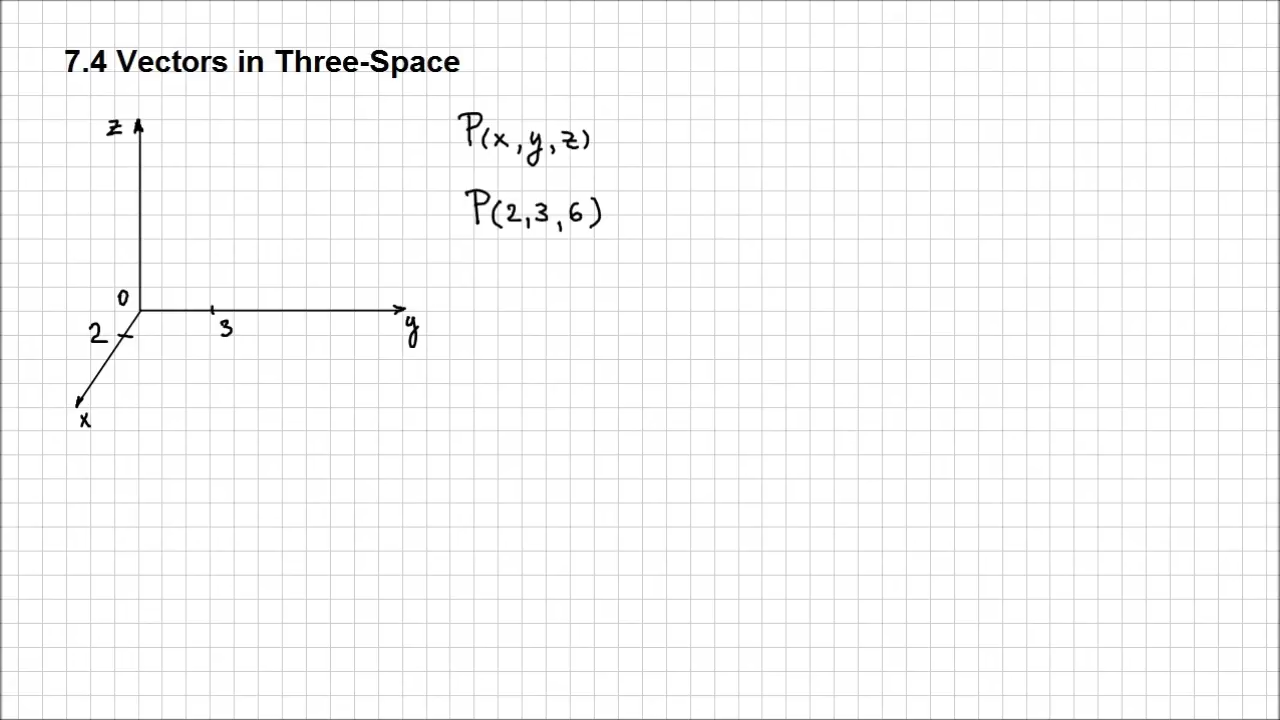 7.4 Vectors in Three-Space
z
P(x, y, z)
P(2, 3, 6)
0
2
3
y
x